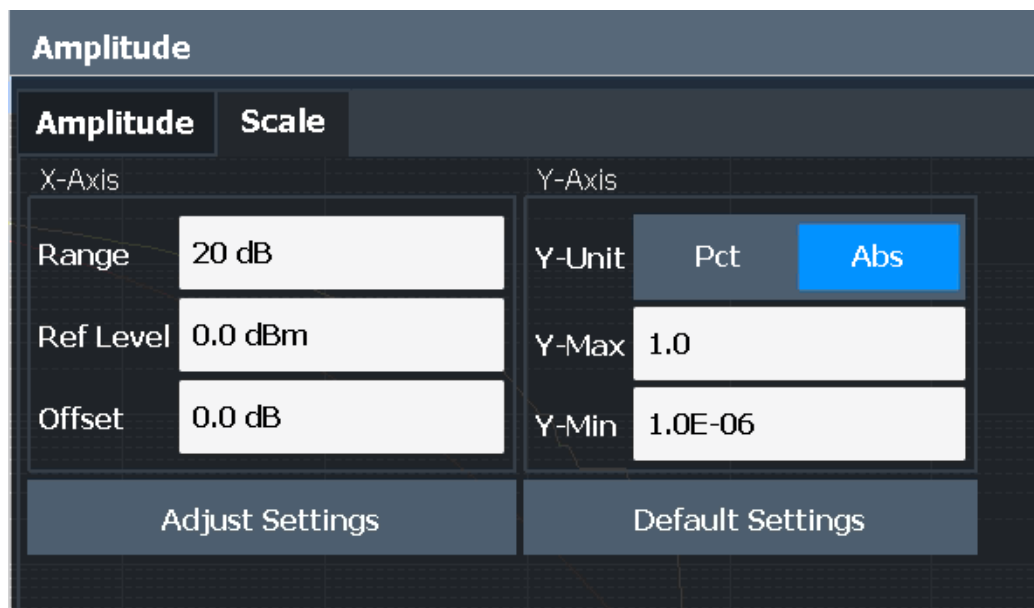 Amplitude
Amplitude Scale
X-Axis Y-Axis
Range 20 dB Y-Unit Pct Abs
Ref Level 0.0 dBm Y-Max 1.0
Offset 0.0 dB Y-Min 1.0E-06
Adjust Settings Default Settings